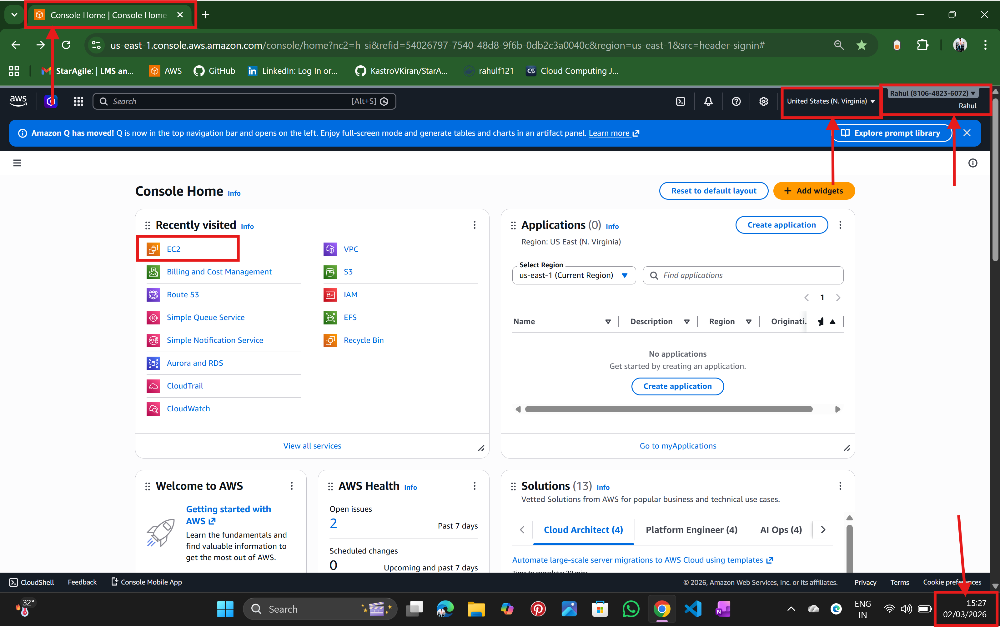 Console Home | Console Home
us-east-1.console.aws.amazon.com/console/home?nc2=h_si&refid=54026797-7540-48d8-9f6b-0db2c3a0040c&region=us-east-1&src=header-signin#
StarAgile: | LMS an... AWS GitHub LinkedIn: Log In or... KastroVKiran/StarA... rahulf121 Cloud Computing J...
aws Search [Alt+S] United States (N. Virginia) Rahul (8106-4823-6072)
Rahul
Amazon Q has moved! Q is now in the top navigation bar and opens on the left. Enjoy full-screen mode and generate tables and charts in an artifact panel. Learn more Explore prompt library
Console Home Info Reset to default layout + Add widgets
Recently visited Info
EC2
Billing and Cost Management
Route 53
Simple Queue Service
Simple Notification Service
Aurora and RDS
CloudTrail
CloudWatch
VPC
S3
IAM
EFS
Recycle Bin
View all services
Applications (0) Info Create application
Region: US East (N. Virginia)
Select Region
us-east-1 (Current Region) Find applications
1
Name Description Region Originati.
No applications
Get started by creating an application.
Create application
Go to myApplications
Welcome to AWS
Getting started with
AWS
Learn the fundamentals and
find valuable information to
get the most out of AWS.
AWS Health Info
Open issues
2 Past 7 days
Scheduled changes
0 Upcoming and past 7 days
Solutions (13) Info
Vetted Solutions from AWS for popular business and technical use cases.
Cloud Architect (4) Platform Engineer (4) AI Ops (4)
Automate large-scale server migrations to AWS Cloud using templates
CloudShell Feedback Console Mobile App © 2026, Amazon Web Services, Inc. or its affiliates. Privacy Terms Cookie preferences
32° Search ENG
IN
15:27
02/03/2026